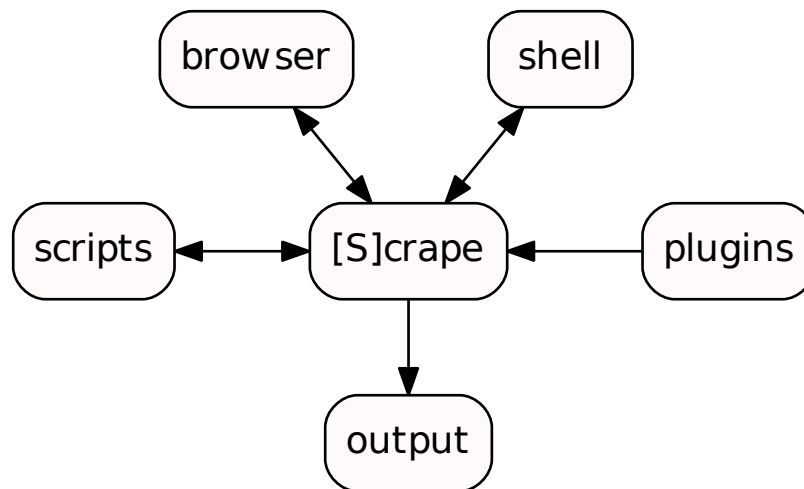 browser
shell
scripts
[S]crape
plugins
output